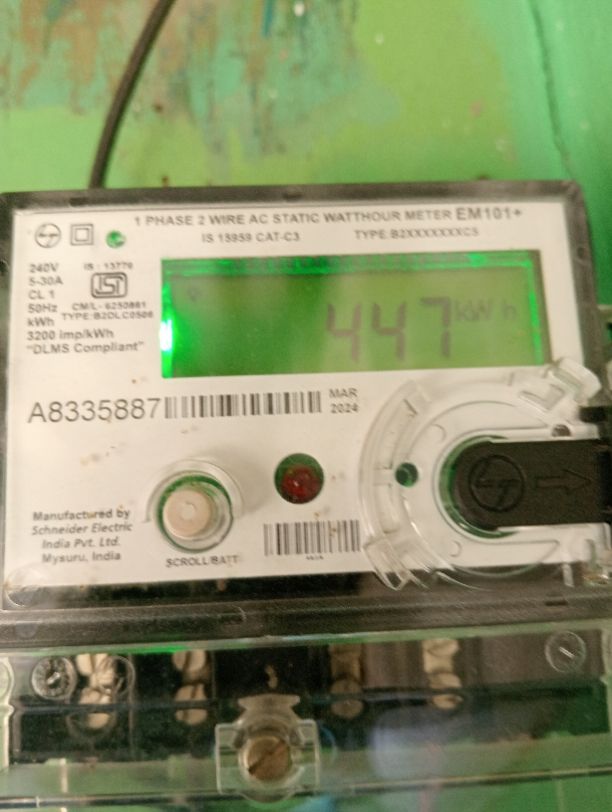 1 PHASE 2 WIRE AC STATIC WATTHOUR METER EM101+
IS 15959 CAT-C3 TYPE:B2XXXXXXXC5
240V
5-30A
CL 1
50Hz
kWh
3200 imp/kWh
"DLMS Compliant"
IS : 13779
ISI
CM/L - 6250881
TYPE:B2DLC0506
447 kWh
A8335887
MAR
2024
Manufactured by
Schneider Electric
India Pvt. Ltd.
Mysuru, India
SCROLL/BATT
L&T